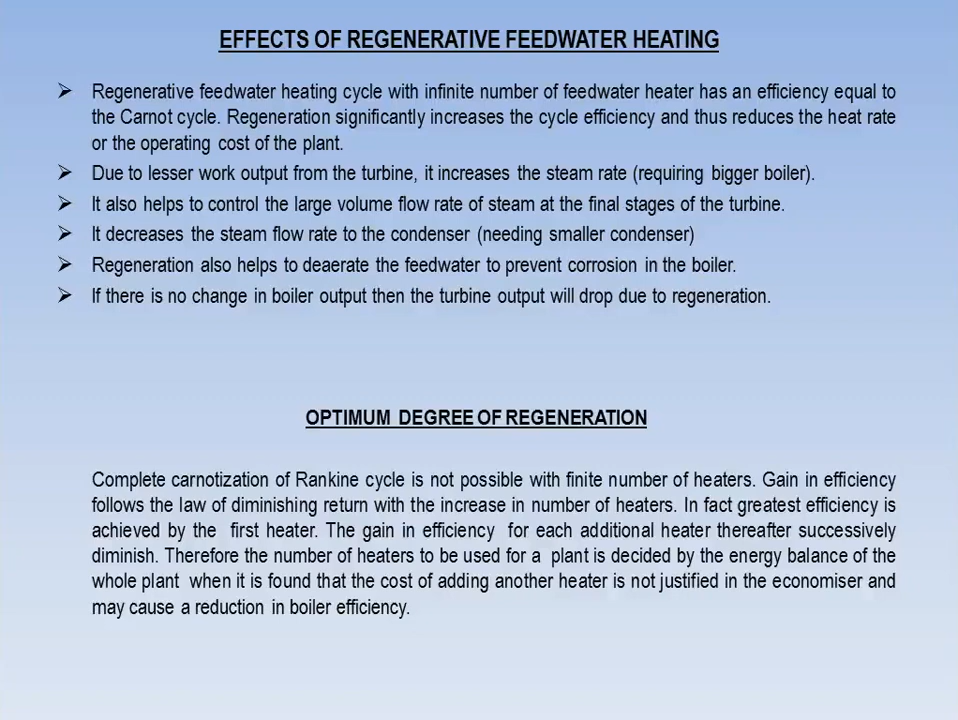 EFFECTS OF REGENERATIVE FEEDWATER HEATING
➢ Regenerative feedwater heating cycle with infinite number of feedwater heater has an efficiency equal to
the Carnot cycle. Regeneration significantly increases the cycle efficiency and thus reduces the heat rate
or the operating cost of the plant.
➢ Due to lesser work output from the turbine, it increases the steam rate (requiring bigger boiler).
➢ It also helps to control the large volume flow rate of steam at the final stages of the turbine.
➢ It decreases the steam flow rate to the condenser (needing smaller condenser)
➢ Regeneration also helps to deaerate the feedwater to prevent corrosion in the boiler.
➢ If there is no change in boiler output then the turbine output will drop due to regeneration.
OPTIMUM DEGREE OF REGENERATION
Complete carnotization of Rankine cycle is not possible with finite number of heaters. Gain in efficiency
follows the law of diminishing return with the increase in number of heaters. In fact greatest efficiency is
achieved by the first heater. The gain in efficiency for each additional heater thereafter successively
diminish. Therefore the number of heaters to be used for a plant is decided by the energy balance of the
whole plant when it is found that the cost of adding another heater is not justified in the economiser and
may cause a reduction in boiler efficiency.